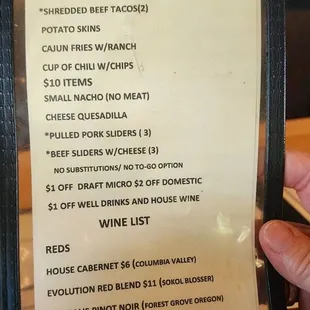 *SHREDDED BEEF TACOS(2)
POTATO SKINS
CAJUN FRIES W/RANCH
CUP OF CHILI W/CHIPS
$10 ITEMS
SMALL NACHO (NO MEAT)
CHEESE QUESADILLA
*PULLED PORK SLIDERS ( 3)
*BEEF SLIDERS W/CHEESE ( 3)
NO SUBSTITUTIONS/ NO TO-GO OPTION
$1 OFF DRAFT MICRO $2 OFF DOMESTIC
$1 OFF WELL DRINKS AND HOUSE WINE
WINE LIST
REDS
HOUSE CABERNET $6 (COLUMBIA VALLEY)
EVOLUTION RED BLEND $11 (SOKOL BLOSSER)
PINOT NOIR (FOREST GROVE OREGON)